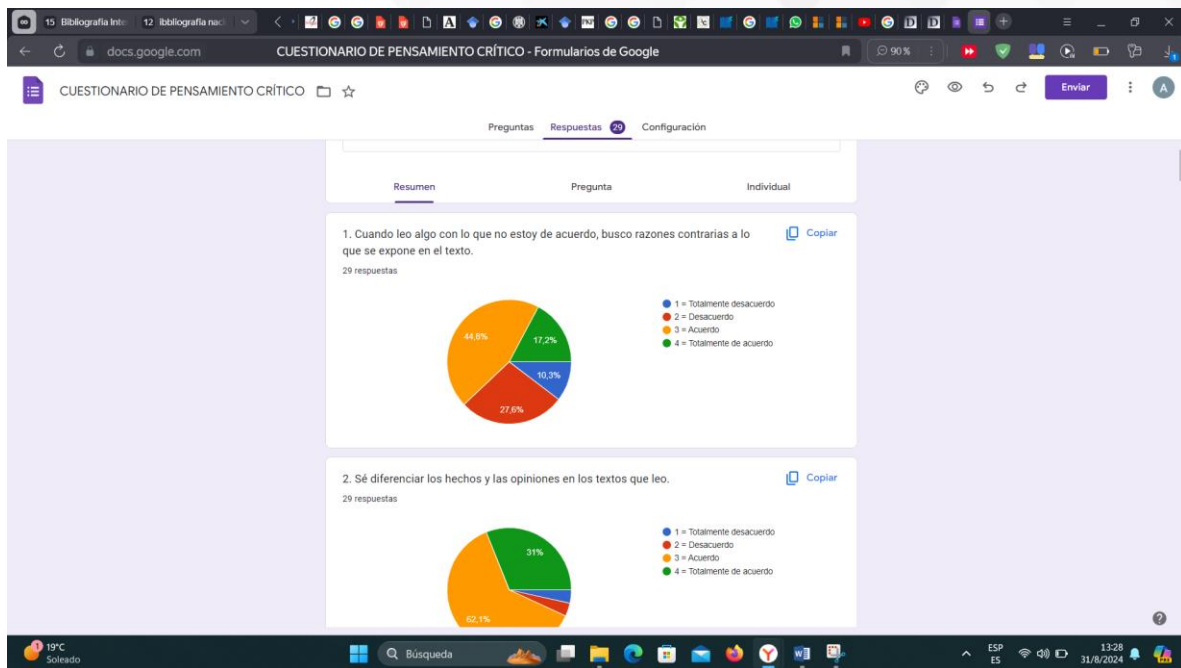 15 Bibliografia Inte
12 ibbliografia naci
docs.google.com
CUESTIONARIO DE PENSAMIENTO CRÍTICO - Formularios de Google
90 %
CUESTIONARIO DE PENSAMIENTO CRÍTICO
Enviar
A
Preguntas Respuestas 29 Configuración
Resumen Pregunta Individual
1. Cuando leo algo con lo que no estoy de acuerdo, busco razones contrarias a lo
que se expone en el texto.
Copiar
29 respuestas
1 = Totalmente desacuerdo
2 = Desacuerdo
3 = Acuerdo
4 = Totalmente de acuerdo
44,8%
17,2%
10,3%
27,6%
2. Sé diferenciar los hechos y las opiniones en los textos que leo.
Copiar
29 respuestas
1 = Totalmente desacuerdo
2 = Desacuerdo
3 = Acuerdo
4 = Totalmente de acuerdo
31%
62,1%
1
19°C
Soleado
Búsqueda
ESP
ES
13:28
31/8/2024